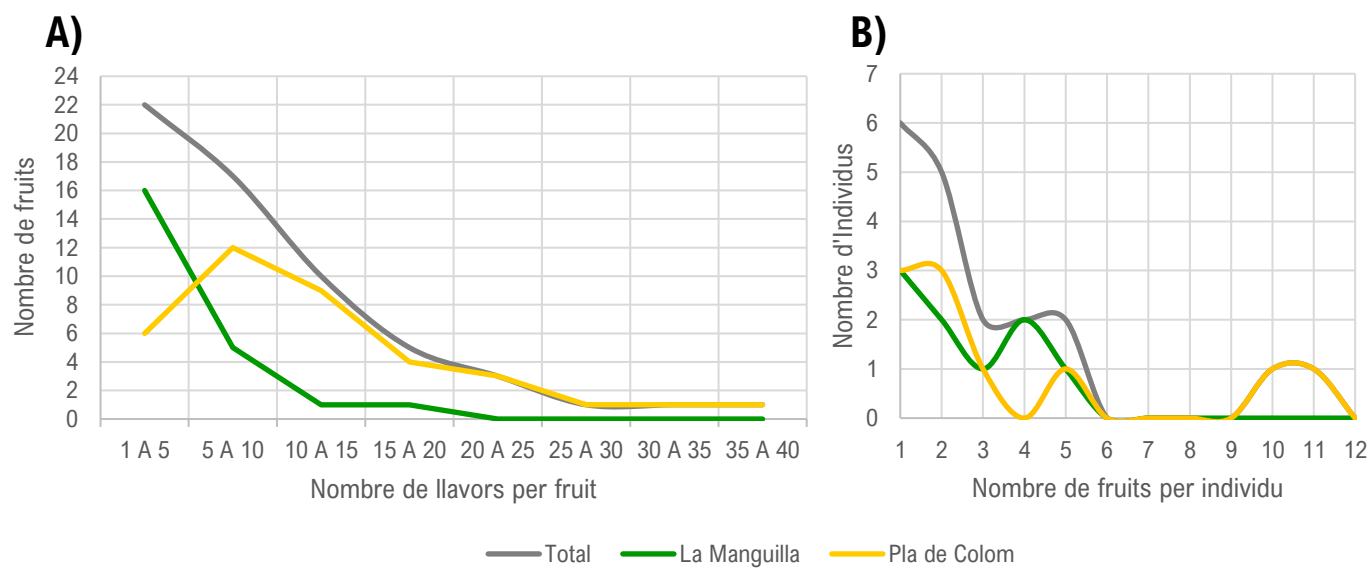 A)
24
22
20
18
16
14
12
10
8
6
4
2
0
Nombre de fruits
1 A 5 5 A 10 10 A 15 15 A 20 20 A 25 25 A 30 30 A 35 35 A 40
Nombre de llavors per fruit
B)
7
6
5
4
3
2
1
0
Nombre d'Individus
1 2 3 4 5 6 7 8 9 10 11 12
Nombre de fruits per individu
Total La Manguilla Pla de Colom